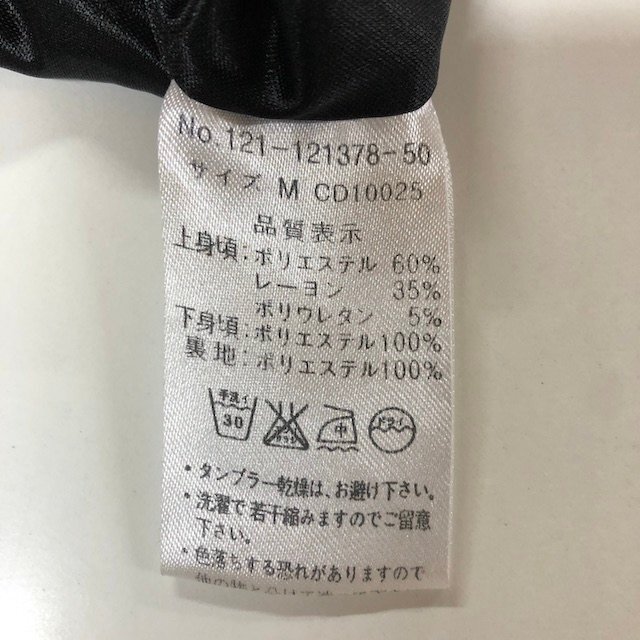 No.121-121378-50
サイズ M CD10025
品質表示
上身頃:ポリエステル 60%
レーヨン 35%
ポリウレタン 5%
下身頃:ポリエステル100%
裏地:ポリエステル100%
手洗イ 30 中 ドライ
・タンブラー乾燥は、お避け下さい。
・洗濯で若干縮みますのでご留意
下さい。
・色落ちする恐れがありますので